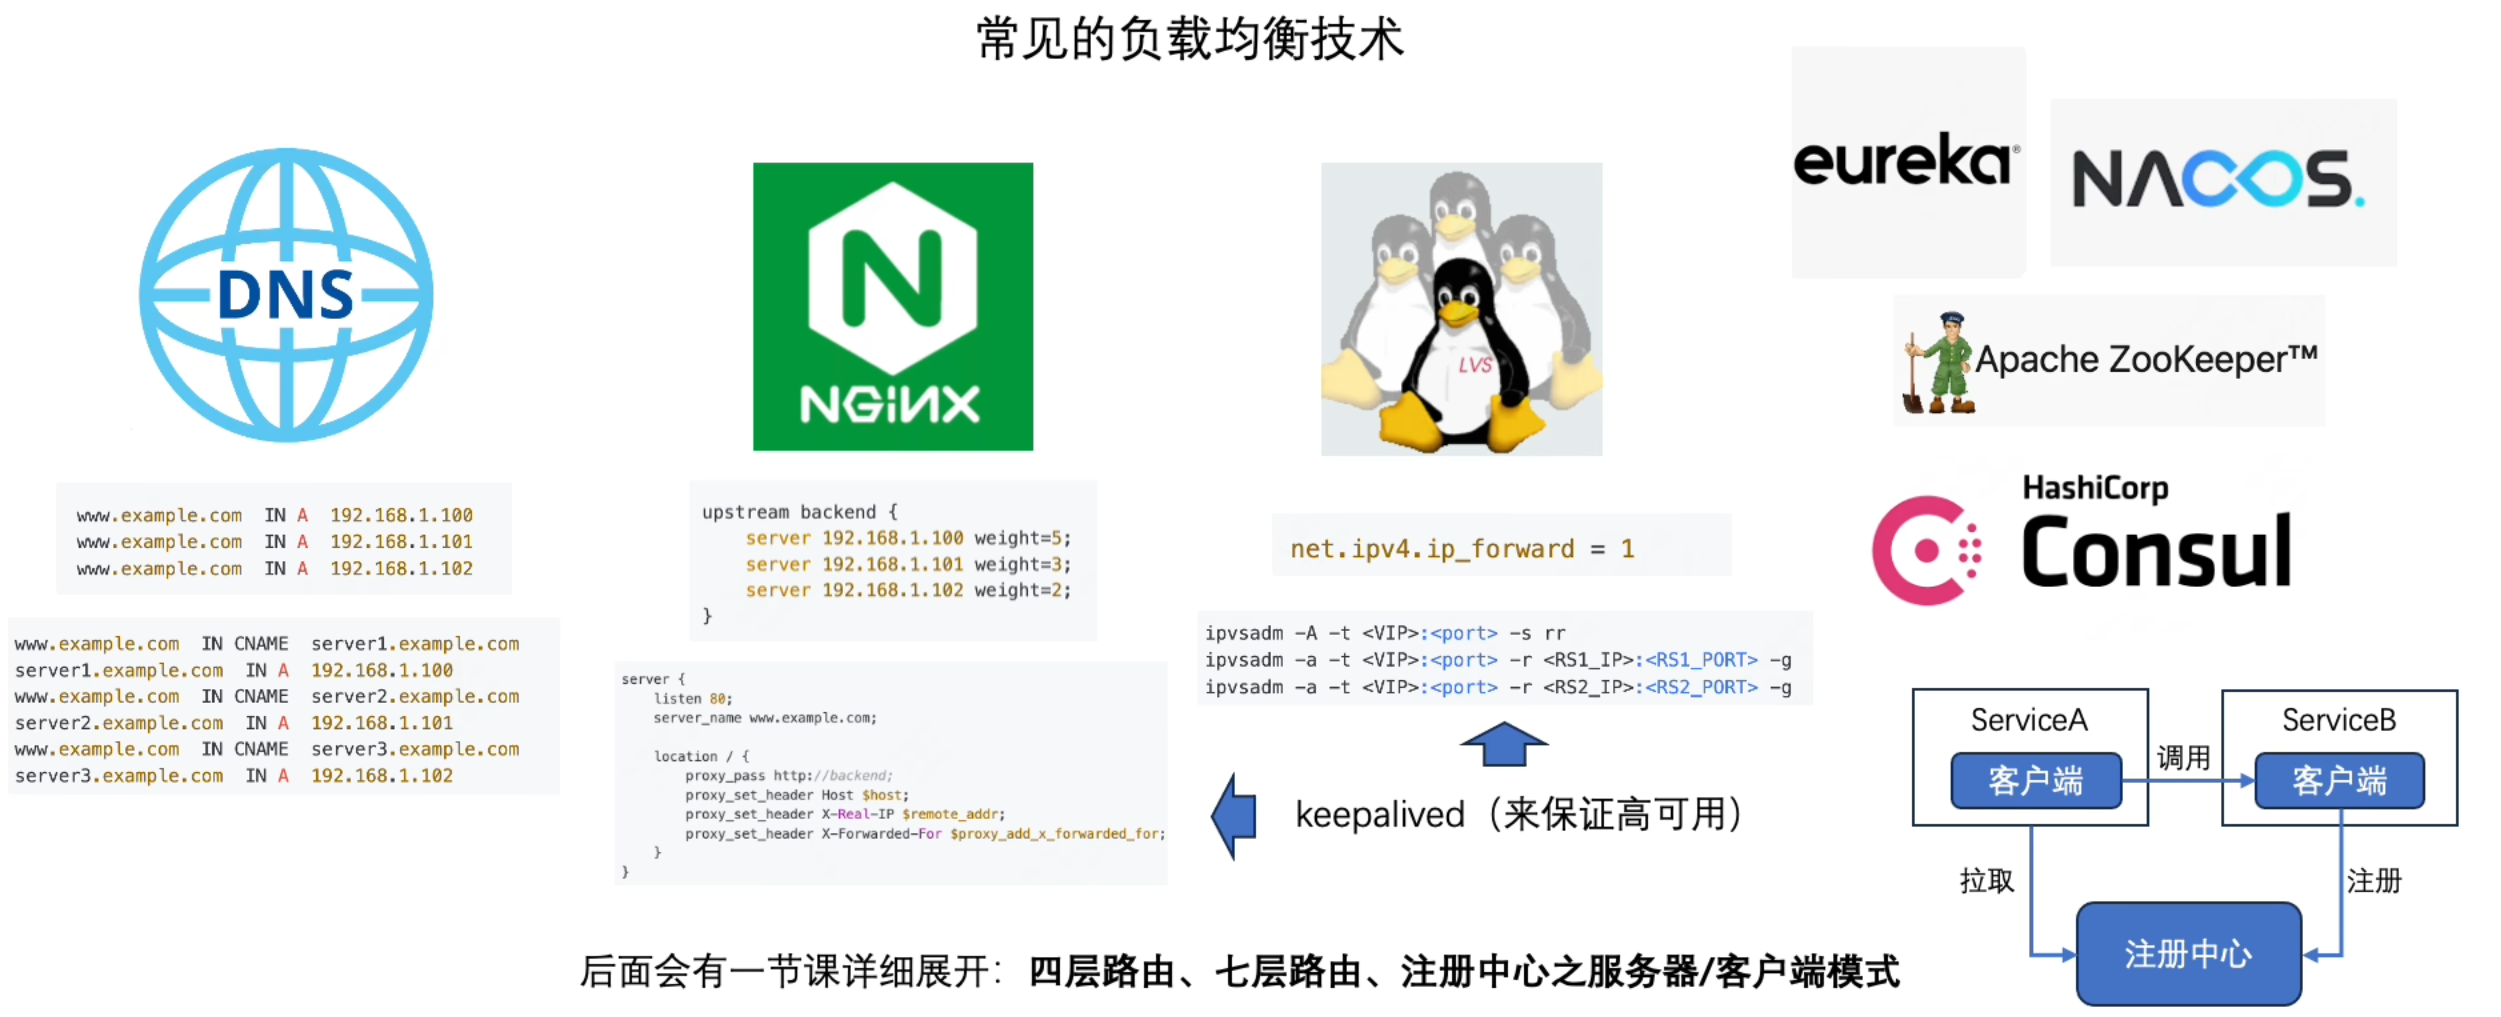 常见的负载均衡技术
DNS
www.example.com IN A 192.168.1.100
www.example.com IN A 192.168.1.101
www.example.com IN A 192.168.1.102
www.example.com IN CNAME server1.example.com
server1.example.com IN A 192.168.1.100
www.example.com IN CNAME server2.example.com
server2.example.com IN A 192.168.1.101
www.example.com IN CNAME server3.example.com
server3.example.com IN A 192.168.1.102
N
NGiNX
upstream backend {
    server 192.168.1.100 weight=5;
    server 192.168.1.101 weight=3;
    server 192.168.1.102 weight=2;
}
server {
    listen 80;
    server_name www.example.com;
    location / {
        proxy_pass http://backend;
        proxy_set_header Host $host;
        proxy_set_header X-Real-IP $remote_addr;
        proxy_set_header X-Forwarded-For $proxy_add_x_forwarded_for;
    }
}
LVS
net.ipv4.ip_forward = 1
ipvsadm -A -t <VIP>:<port> -s rr
ipvsadm -a -t <VIP>:<port> -r <RS1_IP>:<RS1_PORT> -g
ipvsadm -a -t <VIP>:<port> -r <RS2_IP>:<RS2_PORT> -g
keepalived（来保证高可用）
eureka®
NACOS.
Apache ZooKeeper™
HashiCorp
Consul
ServiceA
客户端
调用
ServiceB
客户端
拉取
注册
注册中心
后面会有一节课详细展开：四层路由、七层路由、注册中心之服务器/客户端模式